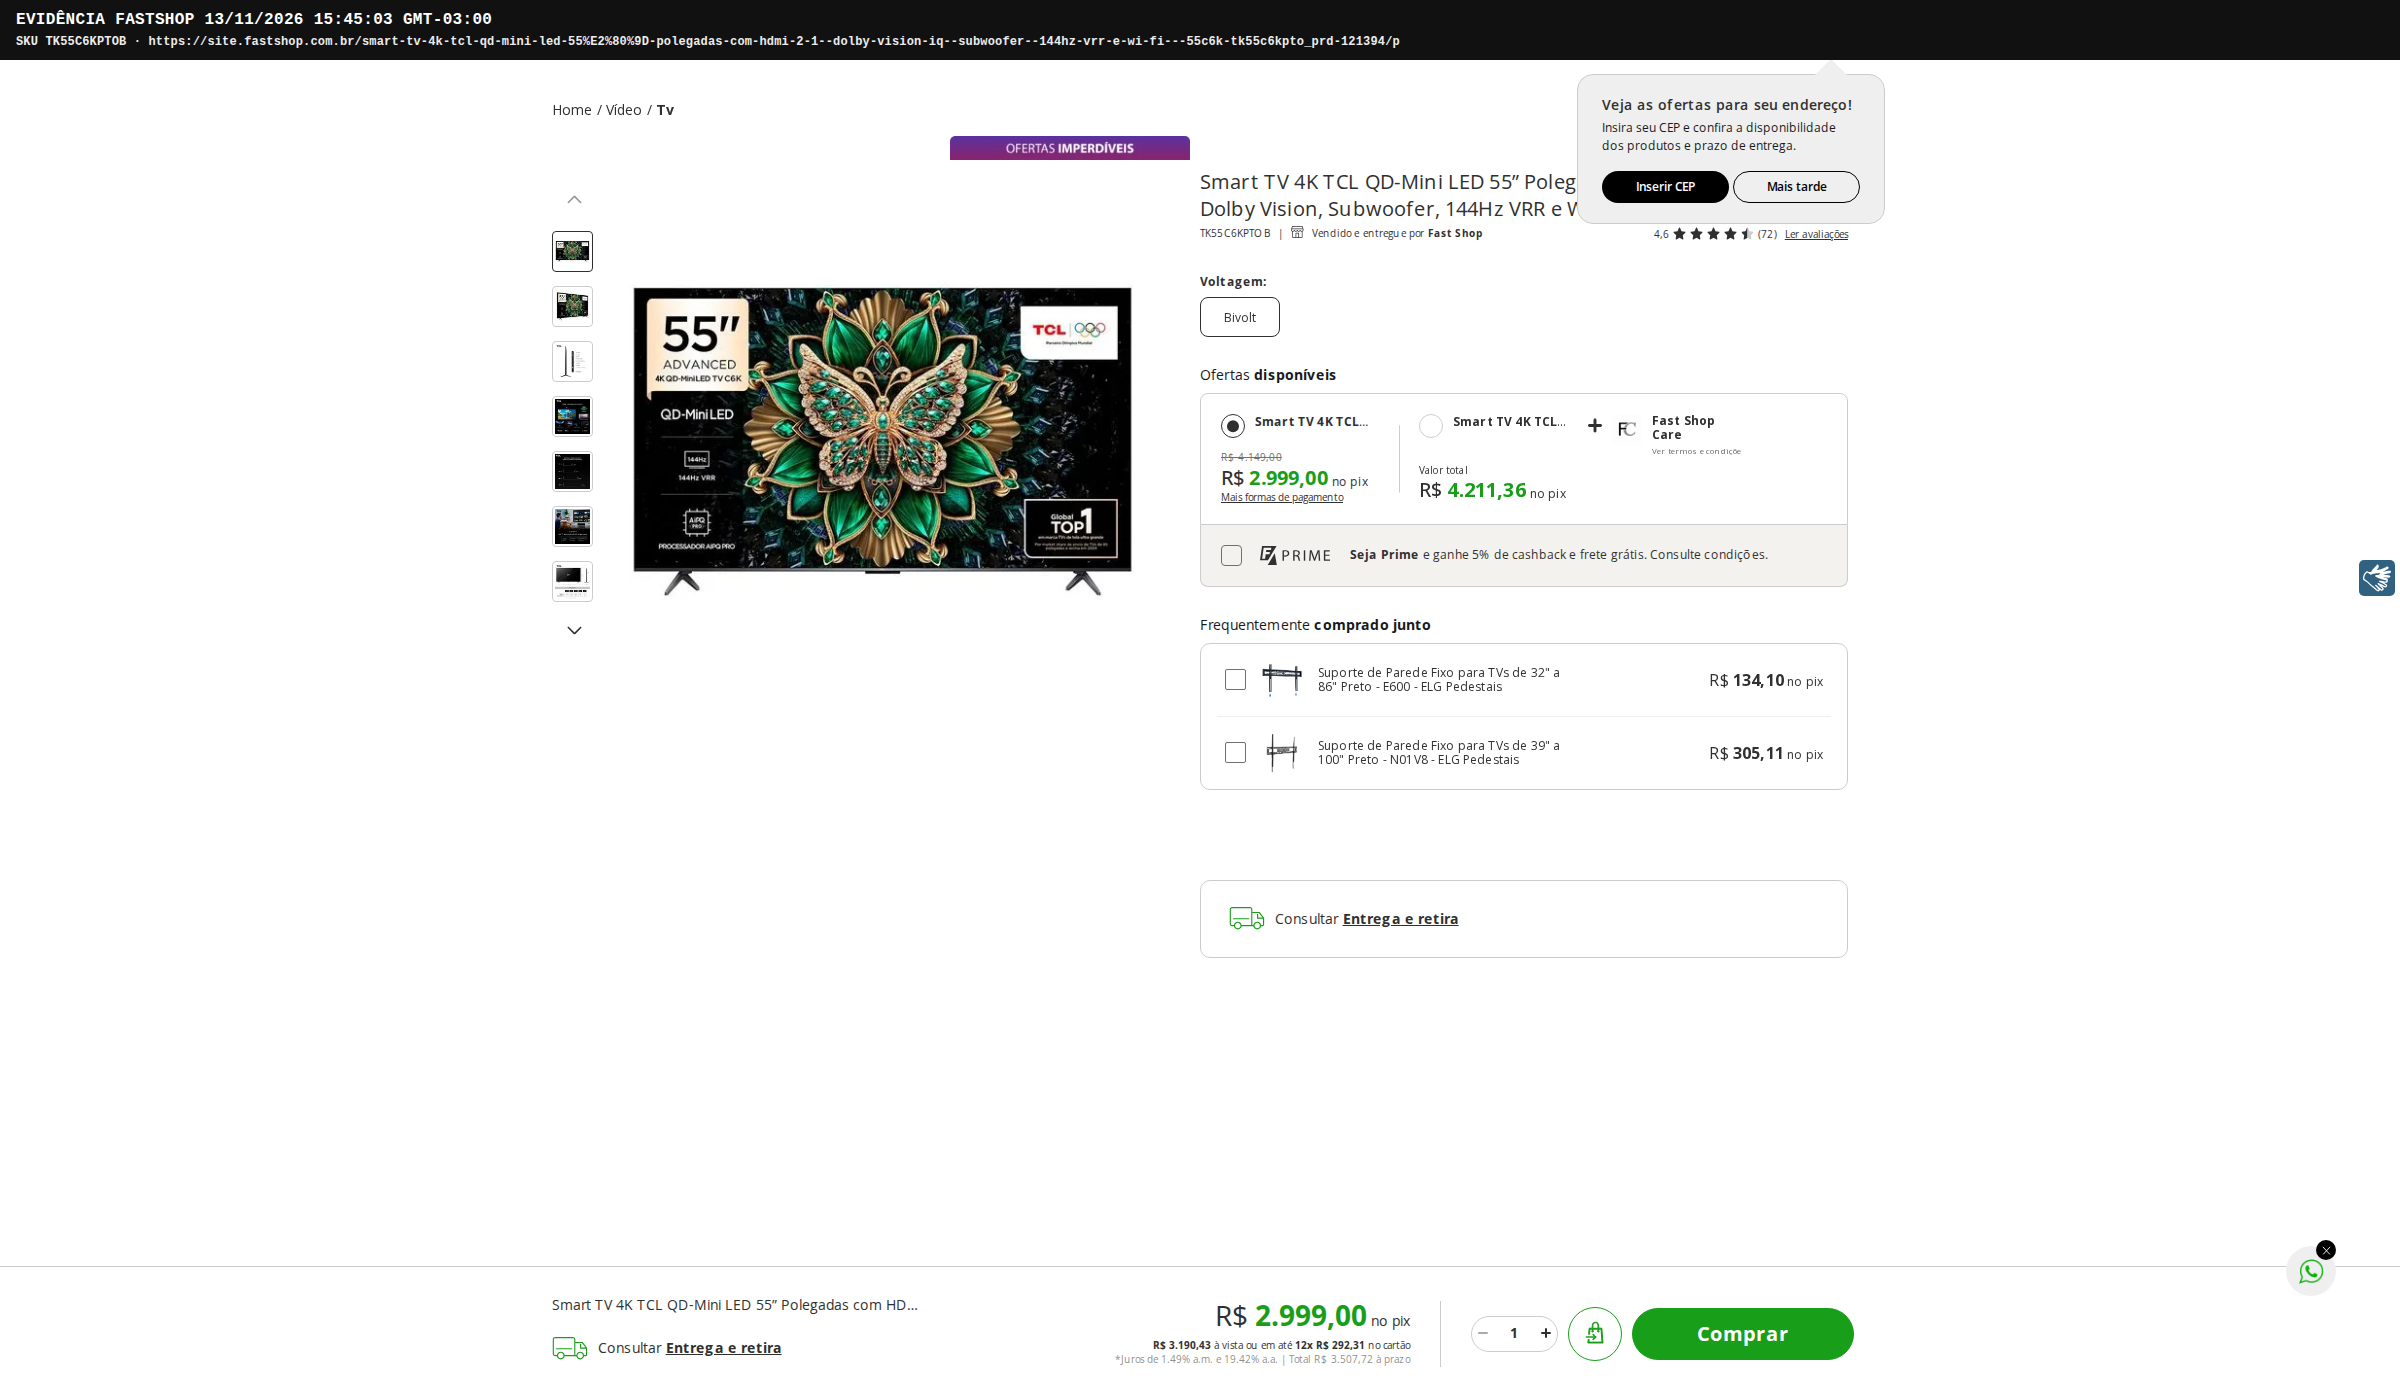 EVIDÊNCIA FASTSHOP 13/11/2026 15:45:03 GMT-03:00
SKU TK55C6KPTOB · https://site.fastshop.com.br/smart-tv-4k-tcl-qd-mini-led-55%E2%80%9D-polegadas-com-hdmi-2-1--dolby-vision-iq--subwoofer--144hz-vrr-e-wi-fi---55c6k-tk55c6kpto_prd-121394/p
Home / Vídeo / Tv
Veja as ofertas para seu endereço!
Insira seu CEP e confira a disponibilidade
dos produtos e prazo de entrega.
Inserir CEP
Mais tarde
OFERTAS IMPERDÍVEIS
Smart TV 4K TCL QD-Mini LED 55” Poleg
Dolby Vision, Subwoofer, 144Hz VRR e W
TK55C6KPTOB | Vendido e entregue por Fast Shop
4,6 (72) Ler avaliações
Voltagem:
Bivolt
55”
ADVANCED
4K QD-MiniLED TV C6K
QD-MiniLED
144Hz
144Hz VRR
AiPQ
PRO
PROCESSADOR AIPQ PRO
TCL
Global
TOP1
Ofertas disponíveis
Smart TV 4K TCL...
R$ 4.149,00
R$ 2.999,00 no pix
Mais formas de pagamento
Smart TV 4K TCL...
Valor total
R$ 4.211,36 no pix
+
FC
Fast Shop
Care
Ver termos e condiçõe
PRIME Seja Prime e ganhe 5% de cashback e frete grátis. Consulte condições.
Frequentemente comprado junto
Suporte de Parede Fixo para TVs de 32" a
86" Preto - E600 - ELG Pedestais
R$ 134,10 no pix
Suporte de Parede Fixo para TVs de 39" a
100" Preto - N01V8 - ELG Pedestais
R$ 305,11 no pix
Consultar Entrega e retira
Smart TV 4K TCL QD-Mini LED 55” Polegadas com HD...
Consultar Entrega e retira
R$ 2.999,00 no pix
R$ 3.190,43 à vista ou em até 12x R$ 292,31 no cartão
*Juros de 1.49% a.m. e 19.42% a.a. | Total R$ 3.507,72 à prazo
− 1 +
Comprar